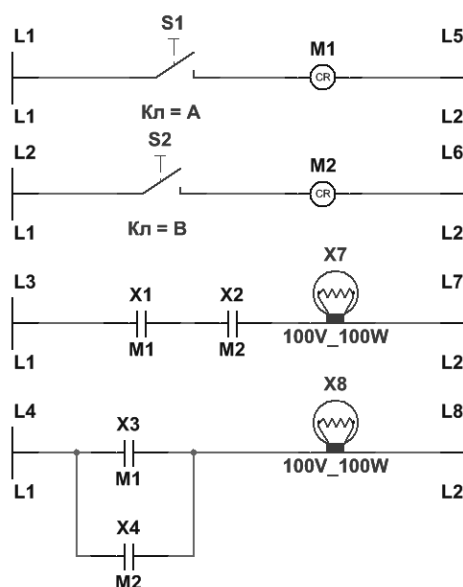 S1
L1 M1 L5
CR
L1 Кл = A L2
L2 S2 L6
M2
CR
L1 Кл = B L2
X7
L3 L7
X1 X2
L1 M1 M2 100V_100W L2
X8
L4 L8
X3
100V_100W
L1 M1 L2
X4
M2